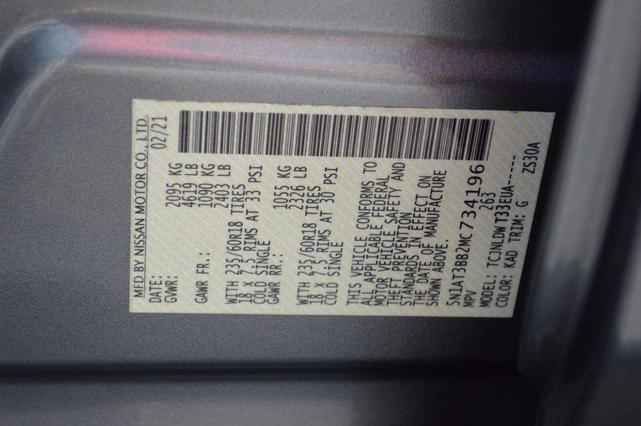 MFD BY NISSAN MOTOR CO., LTD.
DATE: 02/21
GVWR: 2095 KG
4619 LB
GAWR FR.: 1090 KG
2403 LB
WITH 235/60R18 TIRES
18 X 7.5 RIMS AT 33 PSI
COLD SINGLE
GAWR RR.: 1055 KG
2326 LB
WITH 235/60R18 TIRES
18 X RIMS AT 30 PSI
COLD SINGLE
THIS VEHICLE CONFORMS TO
ALL APPLICABLE FEDERAL
MOTOR VEHICLE SAFETY AND
THEFT PREVENTION
STANDARDS IN EFFECT ON
THE DATE OF MANUFACTURE
SHOWN ABOVE.
5N1AT3BB2MC734196
MPV 263
MODEL TCJNLDWT33EUA-----
COLOR: KAD TRIM: G ZS30A